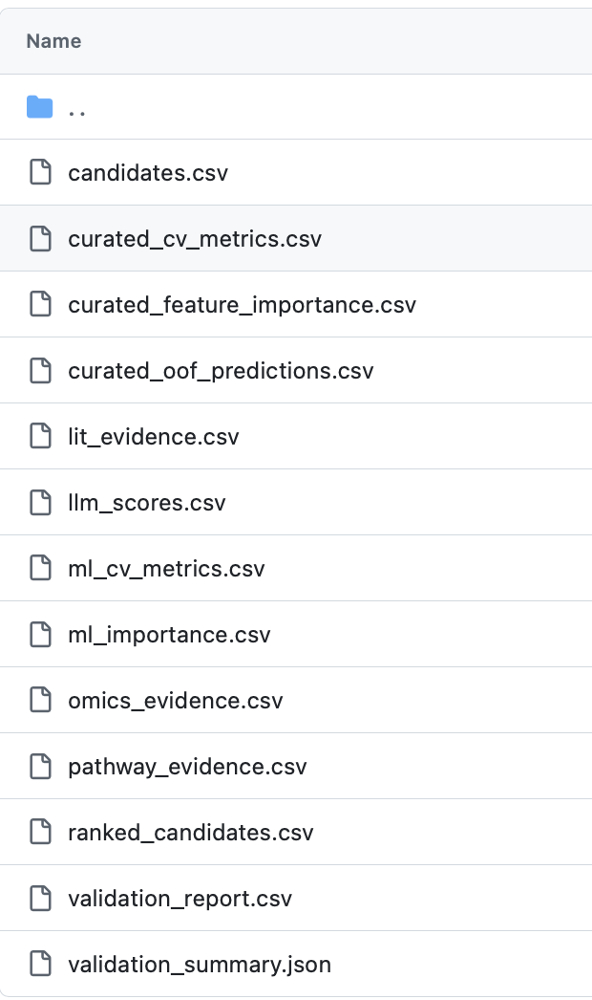 Name
..
candidates.csv
curated_cv_metrics.csv
curated_feature_importance.csv
curated_oof_predictions.csv
lit_evidence.csv
llm_scores.csv
ml_cv_metrics.csv
ml_importance.csv
omics_evidence.csv
pathway_evidence.csv
ranked_candidates.csv
validation_report.csv
validation_summary.json